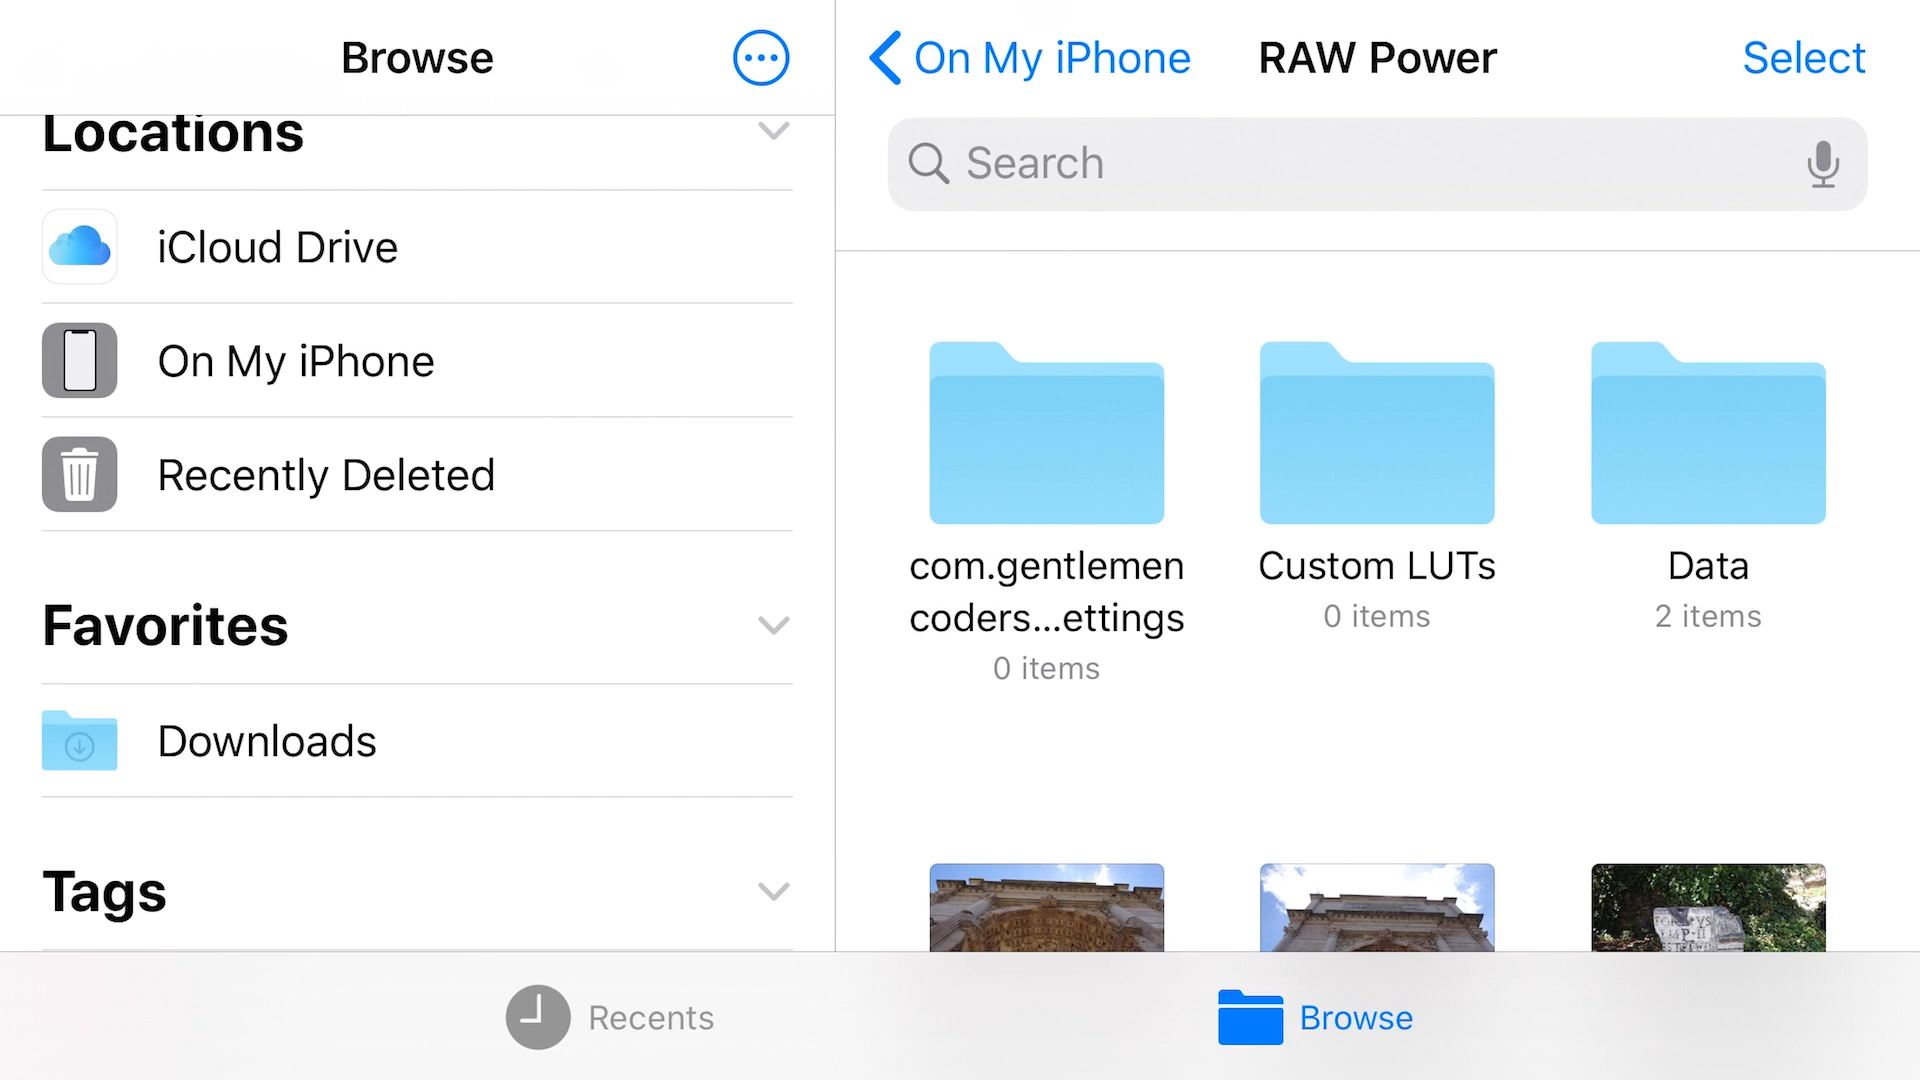 Browse
Locations
iCloud Drive
On My iPhone
Recently Deleted
Favorites
Downloads
Tags
On My iPhone
RAW Power
Select
Search
com.gentlemen
coders...ettings
0 items
Custom LUTs
0 items
Data
2 items
Recents
Browse